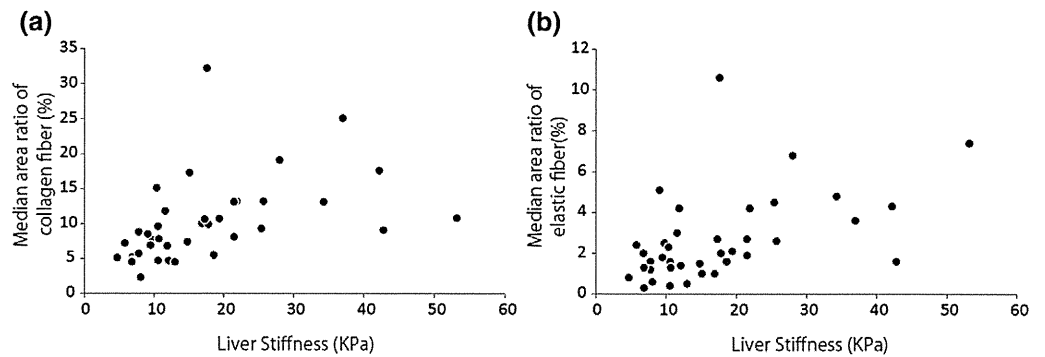 (a)
Median area ratio of
collagen fiber (%)
35
30
25
20
15
10
5
0
0 10 20 30 40 50 60
Liver Stiffness (KPa)
(b)
Median area ratio of
elastic fiber(%)
12
10
8
6
4
2
0
0 10 20 30 40 50 60
Liver Stiffness (KPa)